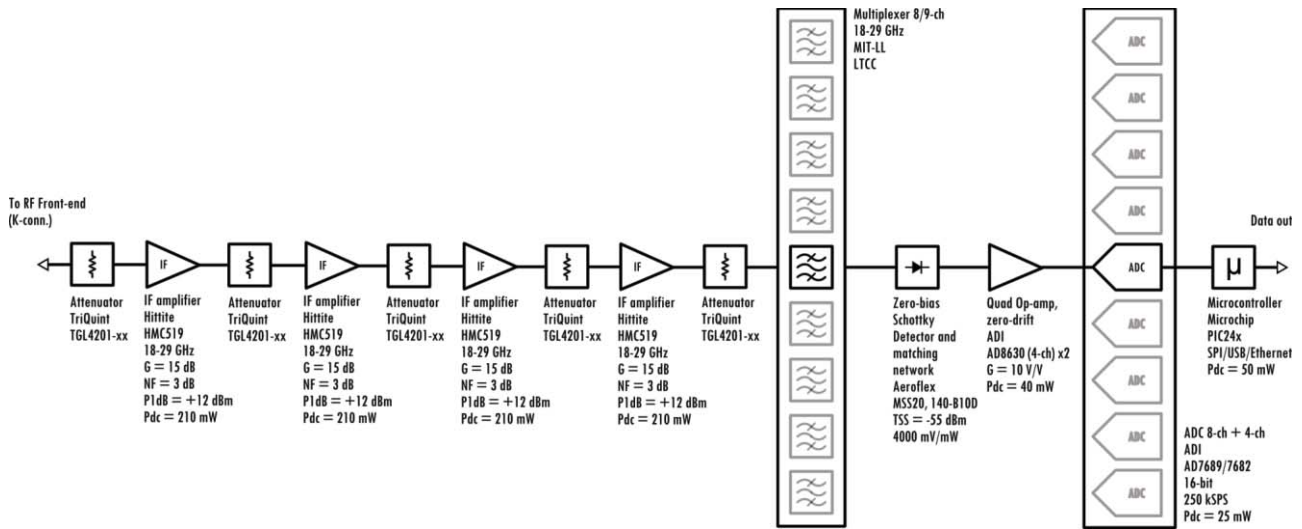 Multiplexer 8/9-ch
18-29 GHz
MIT-LL
LTCC
ADC
ADC
ADC
ADC
To RF Front-end
(K-conn.)
Data out
IF
IF
IF
IF
ADC
µ
Attenuator
TriQuint
TGL4201-xx
IF amplifier
Hittite
HMC519
18-29 GHz
G = 15 dB
NF = 3 dB
P1dB = +12 dBm
Pdc = 210 mW
Attenuator
TriQuint
TGL4201-xx
IF amplifier
Hittite
HMC519
18-29 GHz
G = 15 dB
NF = 3 dB
P1dB = +12 dBm
Pdc = 210 mW
Attenuator
TriQuint
TGL4201-xx
IF amplifier
Hittite
HMC519
18-29 GHz
G = 15 dB
NF = 3 dB
P1dB = +12 dBm
Pdc = 210 mW
Attenuator
TriQuint
TGL4201-xx
IF amplifier
Hittite
HMC519
18-29 GHz
G = 15 dB
NF = 3 dB
P1dB = +12 dBm
Pdc = 210 mW
Attenuator
TriQuint
TGL4201-xx
Zero-bias
Schottky
Detector and
matching
network
Aeroflex
MSS20, 140-B10D
TSS = -55 dBm
4000 mV/mW
Quad Op-amp,
zero-drift
ADI
AD8630 (4-ch) x2
G = 10 V/V
Pdc = 40 mW
Microcontroller
Microchip
PIC24x
SPI/USB/Ethernet
Pdc = 50 mW
ADC
ADC
ADC
ADC
ADC 8-ch + 4-ch
ADI
AD7689/7682
16-bit
250 kSPS
Pdc = 25 mW